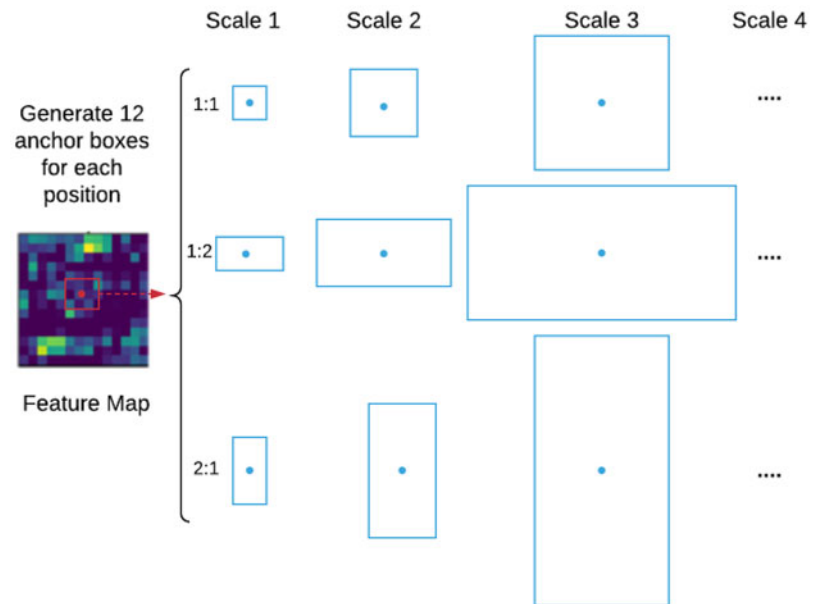 Scale 1
Scale 2
Scale 3
Scale 4
Generate 12
anchor boxes
for each
position
1:1
....
1:2
....
Feature Map
2:1
....